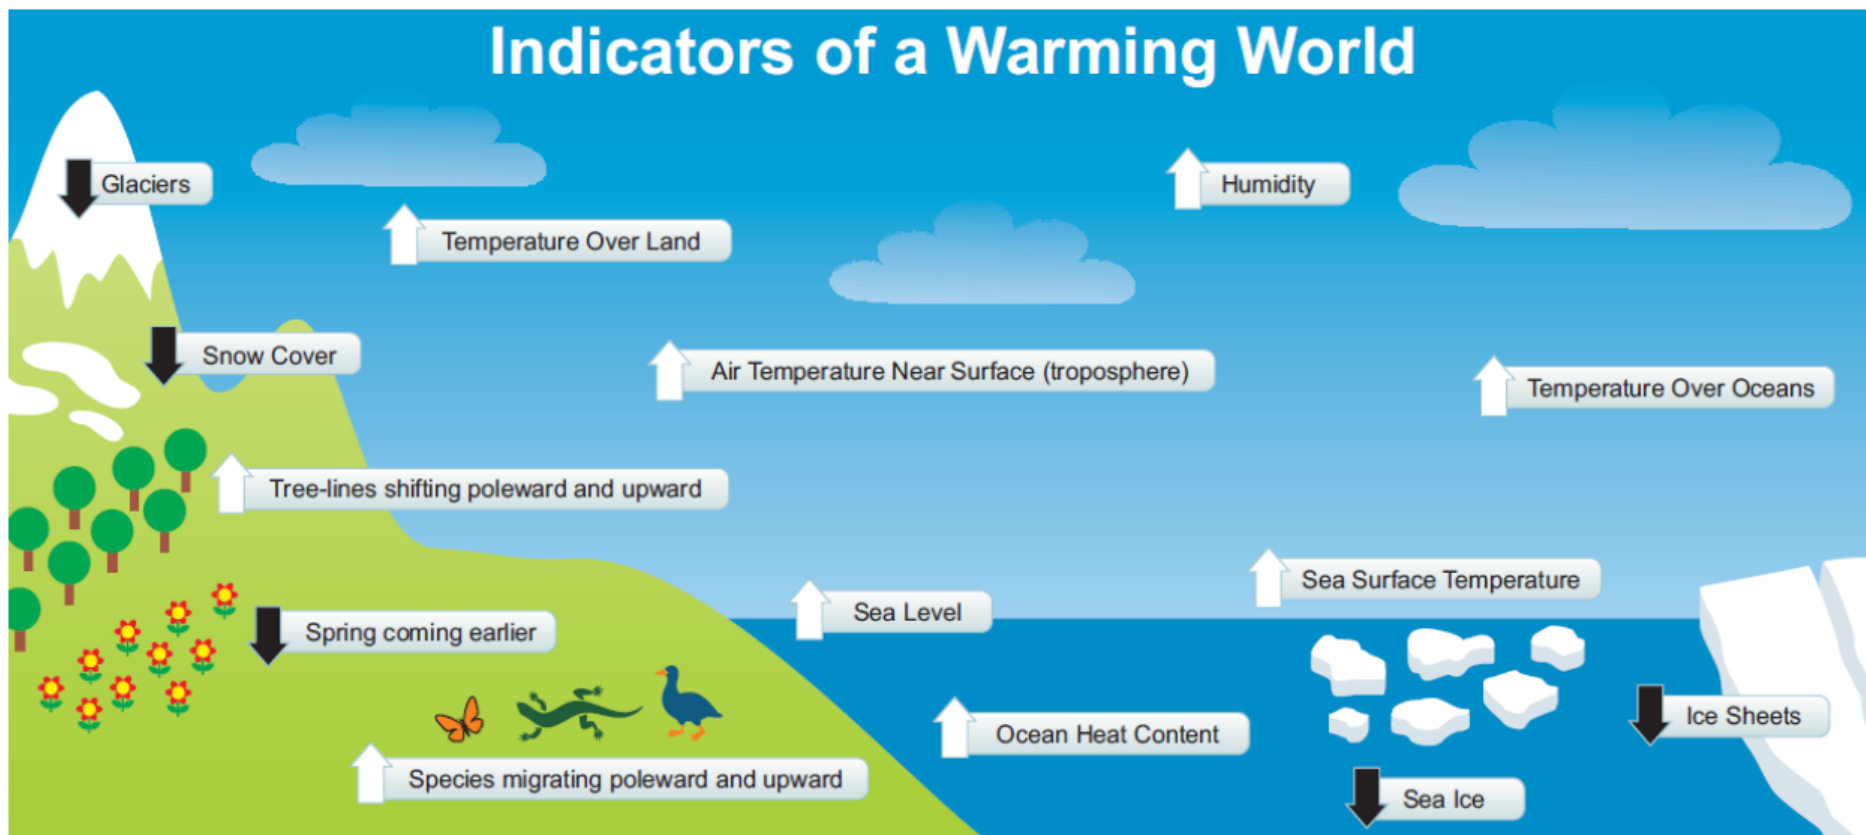 Indicators of a Warming World
Glaciers
Humidity
Temperature Over Land
Snow Cover
Air Temperature Near Surface (troposphere)
Temperature Over Oceans
Tree-lines shifting poleward and upward
Sea Surface Temperature
Sea Level
Spring coming earlier
Ice Sheets
Ocean Heat Content
Species migrating poleward and upward
Sea Ice